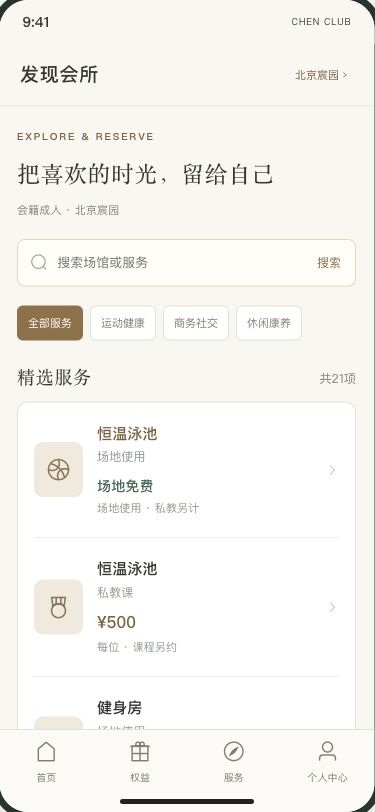 9:41
CHEN CLUB
发现会所
北京宸园 ›
EXPLORE & RESERVE
把喜欢的时光，留给自己
会籍成人 · 北京宸园
搜索场馆或服务
搜索
全部服务
运动健康
商务社交
休闲康养
精选服务
共21项
恒温泳池
场地使用
场地免费
场地使用 · 私教另计
恒温泳池
私教课
¥500
每位 · 课程另约
健身房
首页
权益
服务
个人中心